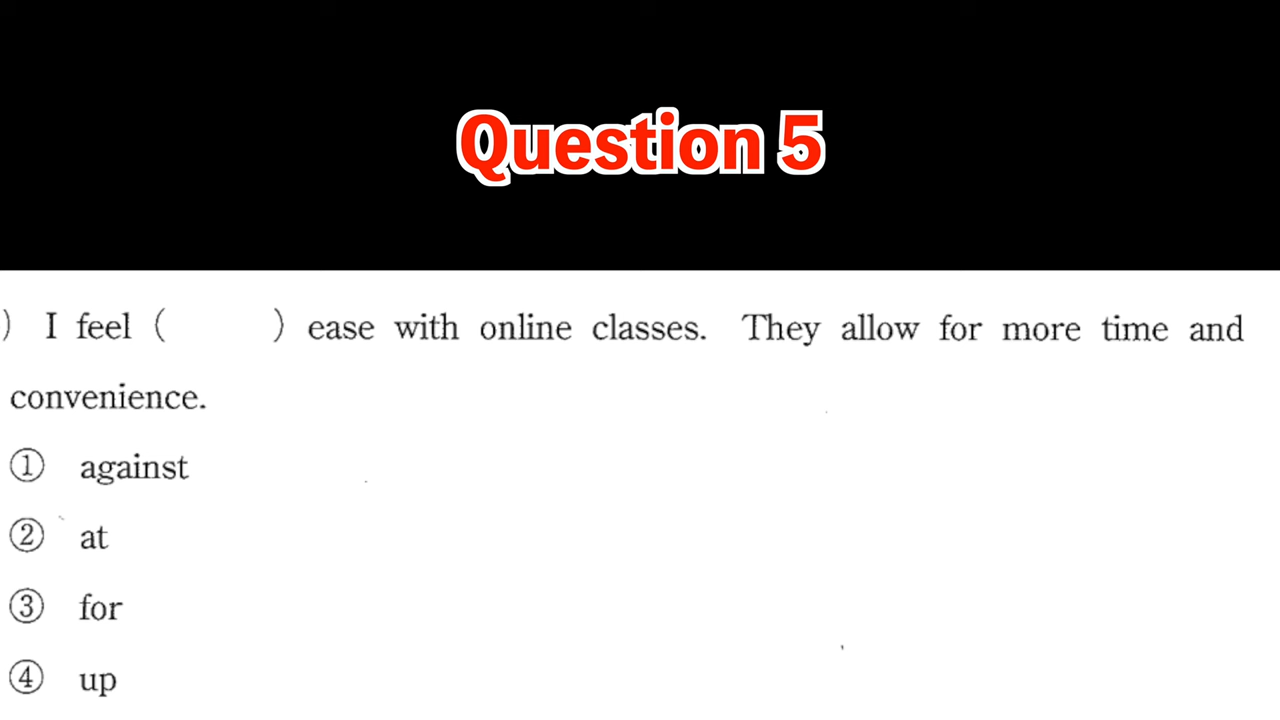 Question 5
) I feel ( ) ease with online classes. They allow for more time and
convenience.
① against
② at
③ for
④ up